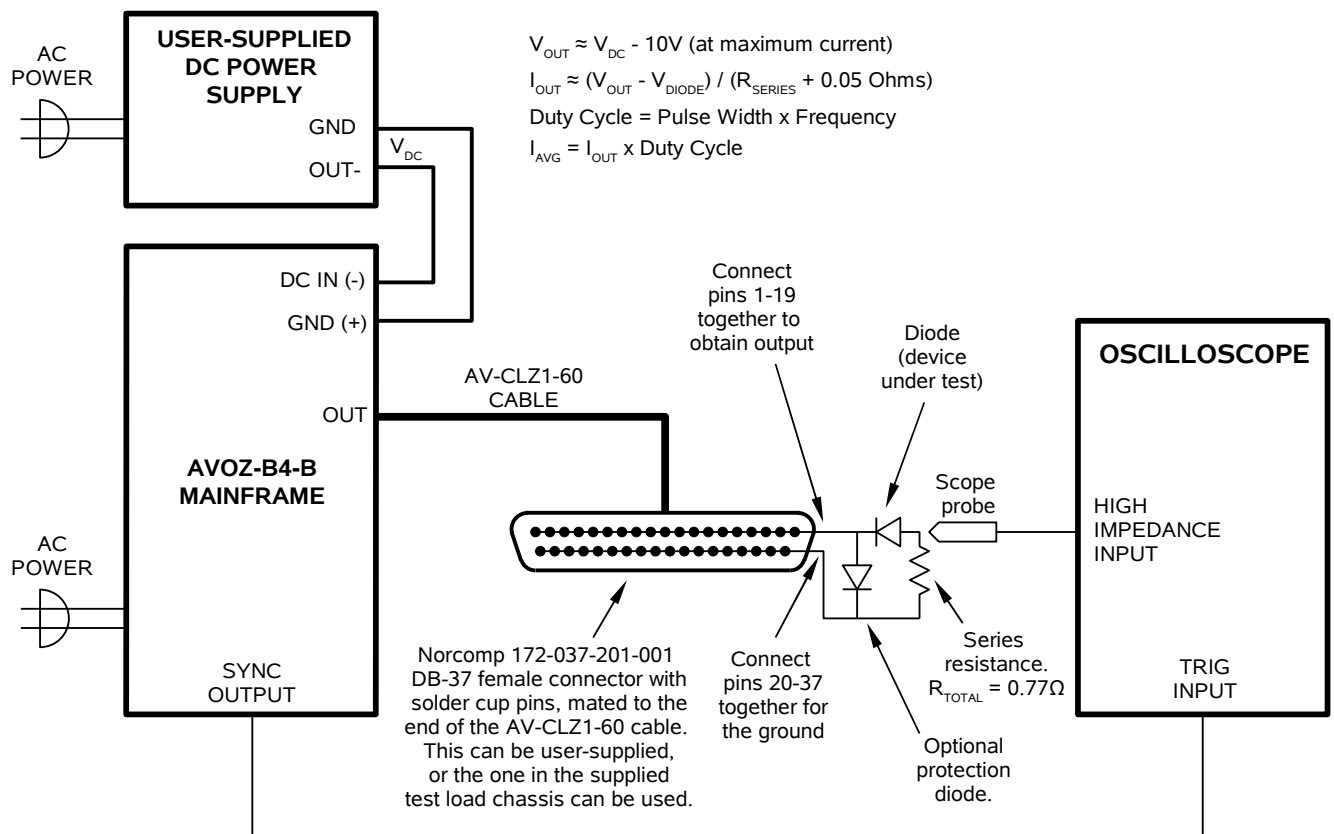 USER-SUPPLIED
DC POWER
SUPPLY
GND
OUT-
AC
POWER
V_DC
V_OUT ≈ V_DC - 10V (at maximum current)
I_OUT ≈ (V_OUT - V_DIODE) / (R_SERIES + 0.05 Ohms)
Duty Cycle = Pulse Width x Frequency
I_AVG = I_OUT x Duty Cycle
DC IN (-)
GND (+)
OUT
AVOZ-B4-B
MAINFRAME
AC
POWER
SYNC
OUTPUT
AV-CLZ1-60
CABLE
Connect
pins 1-19
together to
obtain output
Diode
(device
under test)
Scope
probe
OSCILLOSCOPE
HIGH
IMPEDANCE
INPUT
TRIG
INPUT
Norcomp 172-037-201-001
DB-37 female connector with
solder cup pins, mated to the
end of the AV-CLZ1-60 cable.
This can be user-supplied,
or the one in the supplied
test load chassis can be used.
Connect
pins 20-37
together for
the ground
Series
resistance.
R_TOTAL = 0.77Ω
Optional
protection
diode.